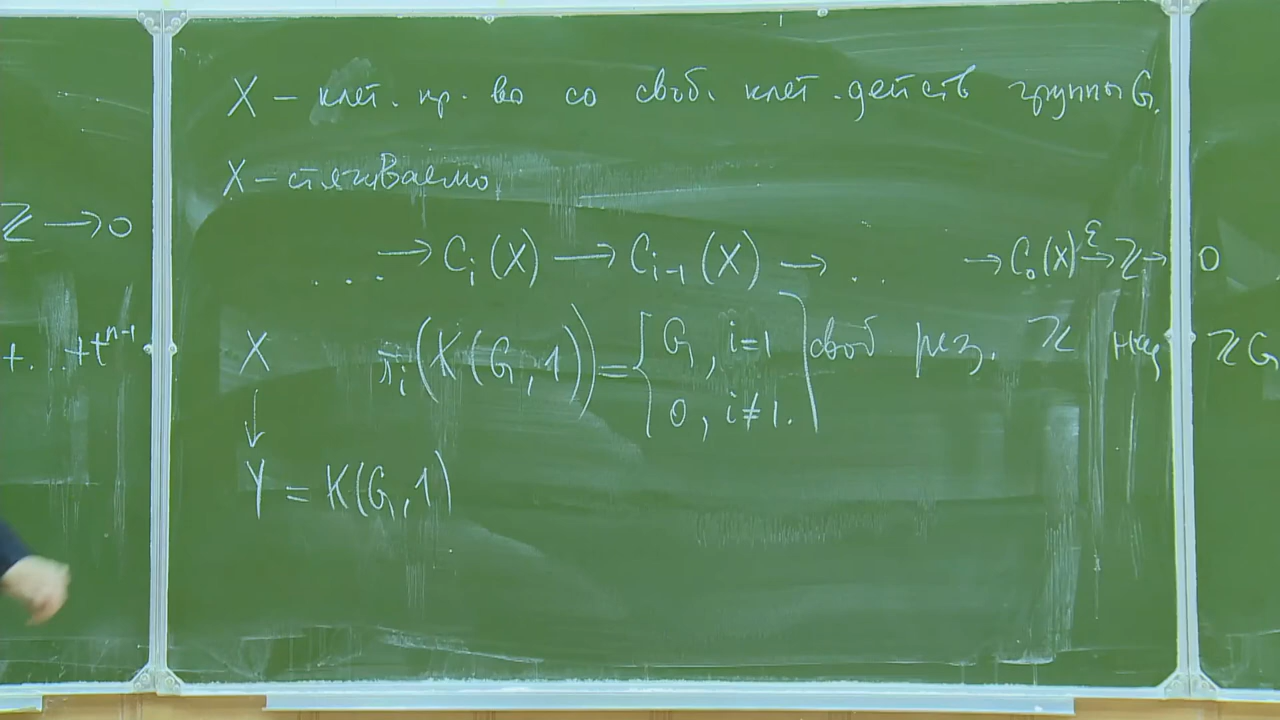 X – клет. пр-во со своб. клет. действ группы G.
X – стягиваемо
ℤ → 0
... → C_i(X) → C_{i-1}(X) → ... → C_0(X) →^ε ℤ → 0
+...+t^{n-1}
X π_i(K(G,1)) = { G, i=1
0, i≠1.
своб рез. ℤ над ℤG
↓
Y = K(G,1)